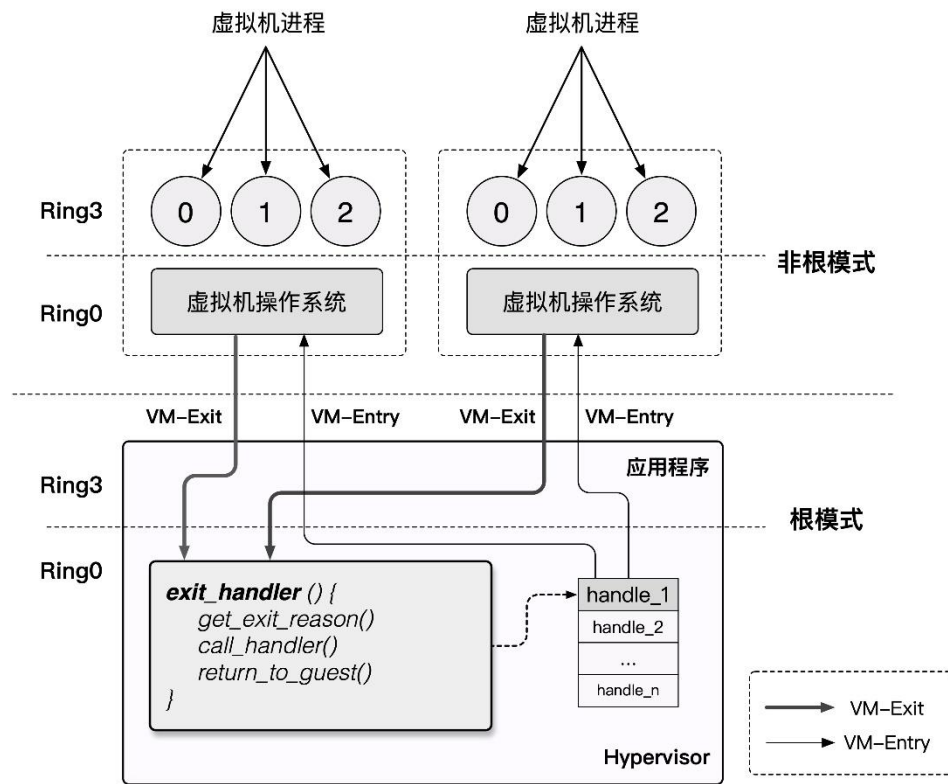 虚拟机进程
虚拟机进程
Ring3
0
1
2
0
1
2
非根模式
Ring0
虚拟机操作系统
虚拟机操作系统
VM-Exit
VM-Entry
VM-Exit
VM-Entry
应用程序
Ring3
根模式
Ring0
exit_handler () {
get_exit_reason()
call_handler()
return_to_guest()
}
handle_1
handle_2
...
handle_n
Hypervisor
VM-Exit
VM-Entry